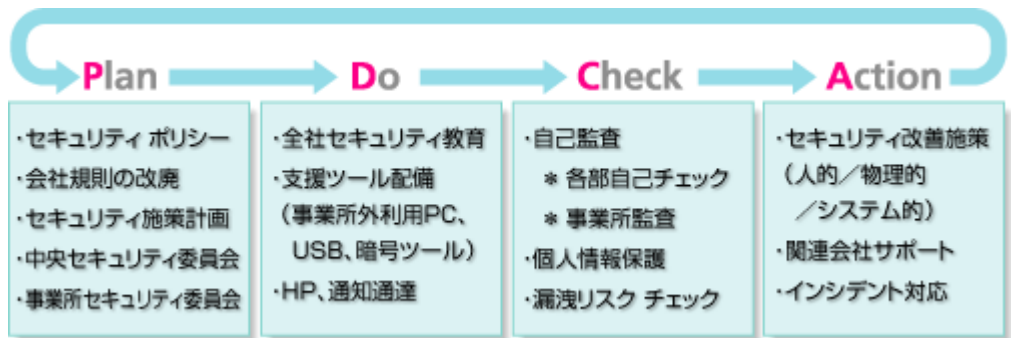 Plan
Do
Check
Action
・セキュリティ ポリシー
・会社規則の改廃
・セキュリティ施策計画
・中央セキュリティ委員会
・事業所セキュリティ委員会
・全社セキュリティ教育
・支援ツール配備
（事業所外利用PC、
USB、暗号ツール）
・HP、通知通達
・自己監査
＊ 各部自己チェック
＊ 事業所監査
・個人情報保護
・漏洩リスク チェック
・セキュリティ改善施策
（人的／物理的
／システム的）
・関連会社サポート
・インシデント対応